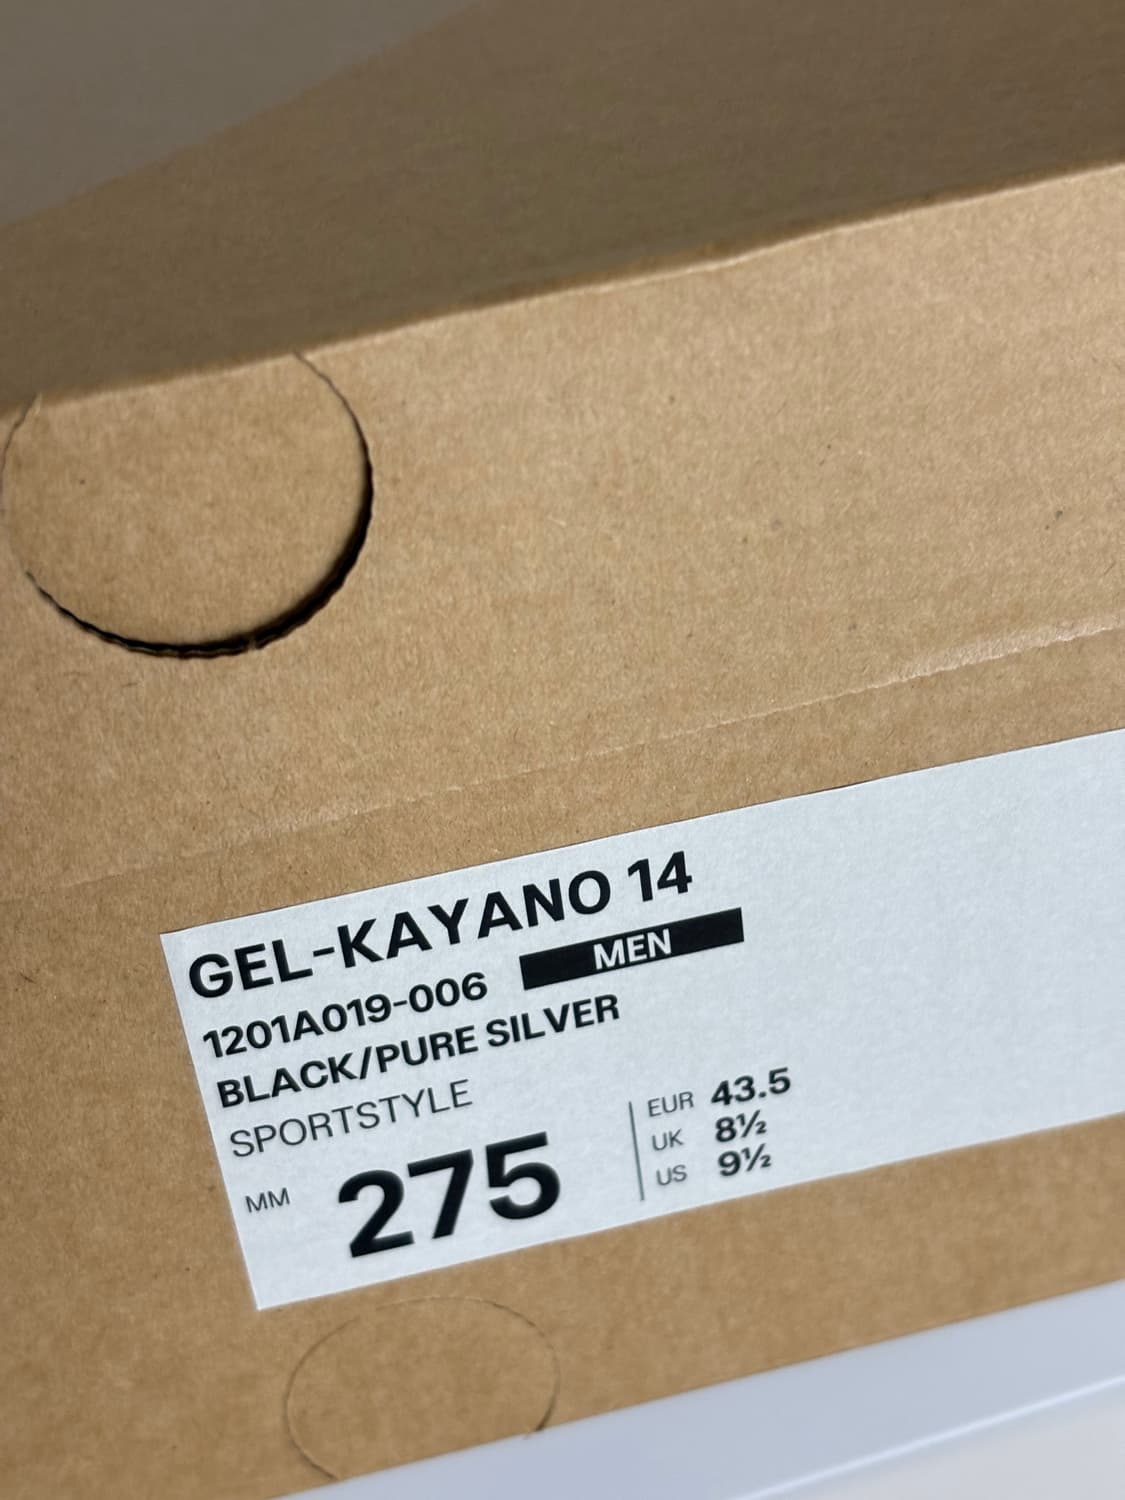 GEL-KAYANO 14
1201A019-006 MEN
BLACK/PURE SILVER
SPORTSTYLE
MM 275
EUR 43.5
UK 8½
US 9½